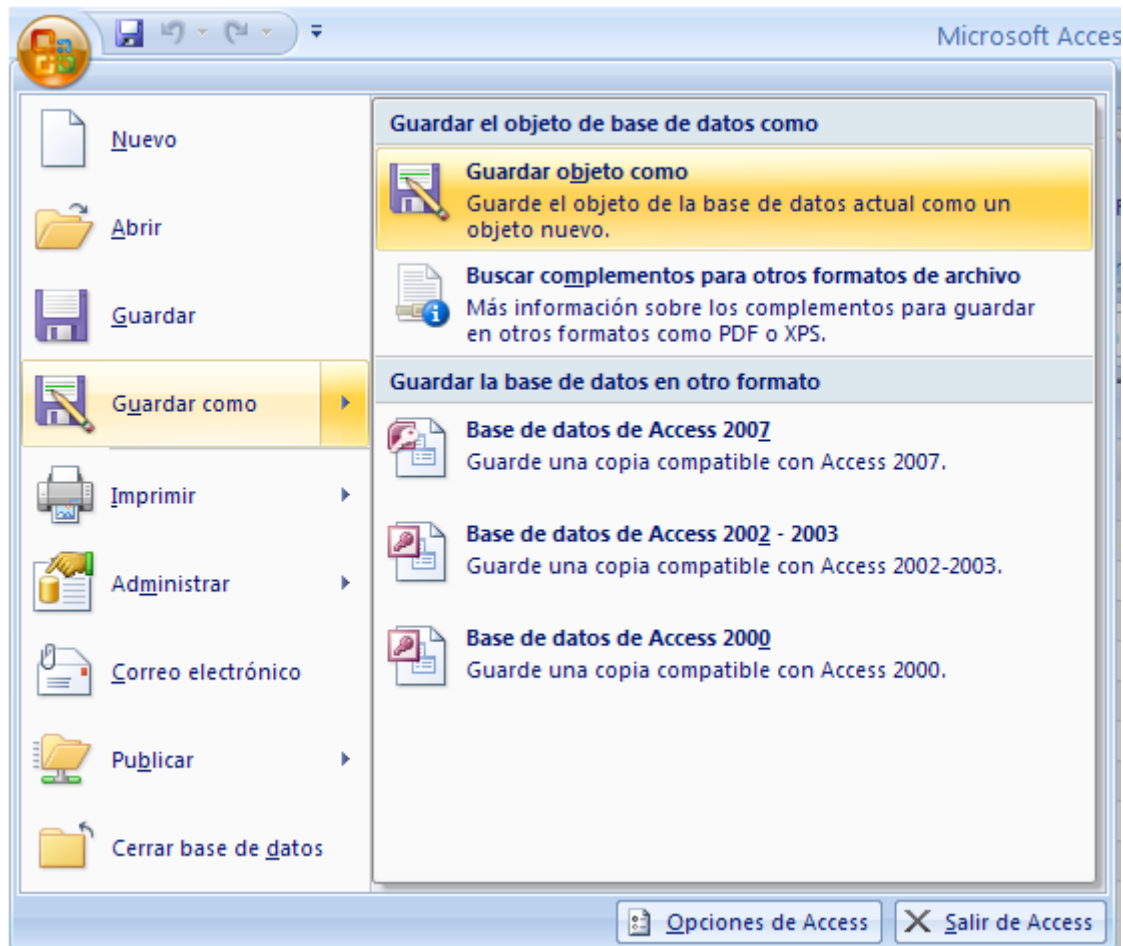 Microsoft Acces
Nuevo
Abrir
Guardar
Guardar como
Imprimir
Administrar
Correo electrónico
Publicar
Cerrar base de datos
Guardar el objeto de base de datos como
Guardar objeto como
Guarde el objeto de la base de datos actual como un
objeto nuevo.
Buscar complementos para otros formatos de archivo
Más información sobre los complementos para guardar
en otros formatos como PDF o XPS.
Guardar la base de datos en otro formato
Base de datos de Access 2007
Guarde una copia compatible con Access 2007.
Base de datos de Access 2002 - 2003
Guarde una copia compatible con Access 2002-2003.
Base de datos de Access 2000
Guarde una copia compatible con Access 2000.
Opciones de Access
Salir de Access